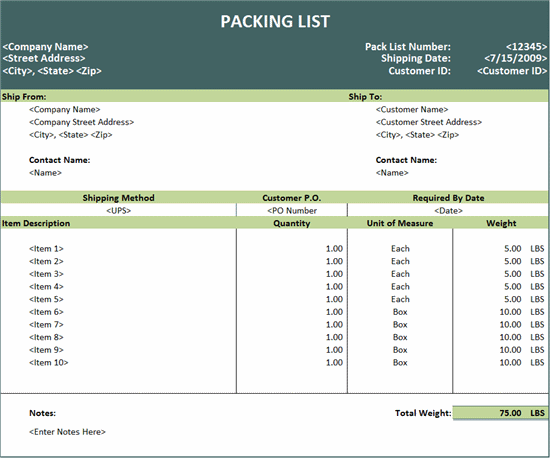 PACKING LIST
<Company Name> Pack List Number: <12345>
<Street Address> Shipping Date: <7/15/2009>
<City>, <State> <Zip> Customer ID: <Customer ID>
Ship From: Ship To:
<Company Name> <Customer Name>
<Company Street Address> <Customer Street Address>
<City>, <State> <Zip> <City>, <State> <Zip>
Contact Name: Contact Name:
<Name> <Name>
Shipping Method Customer P.O. Required By Date
<UPS> <PO Number <Date>
Item Description Quantity Unit of Measure Weight
<Item 1> 1.00 Each 5.00 LBS
<Item 2> 1.00 Each 5.00 LBS
<Item 3> 1.00 Each 5.00 LBS
<Item 4> 1.00 Each 5.00 LBS
<Item 5> 1.00 Each 5.00 LBS
<Item 6> 1.00 Box 10.00 LBS
<Item 7> 1.00 Box 10.00 LBS
<Item 8> 1.00 Box 10.00 LBS
<Item 9> 1.00 Box 10.00 LBS
<Item 10> 1.00 Box 10.00 LBS
Notes: Total Weight: 75.00 LBS
<Enter Notes Here>